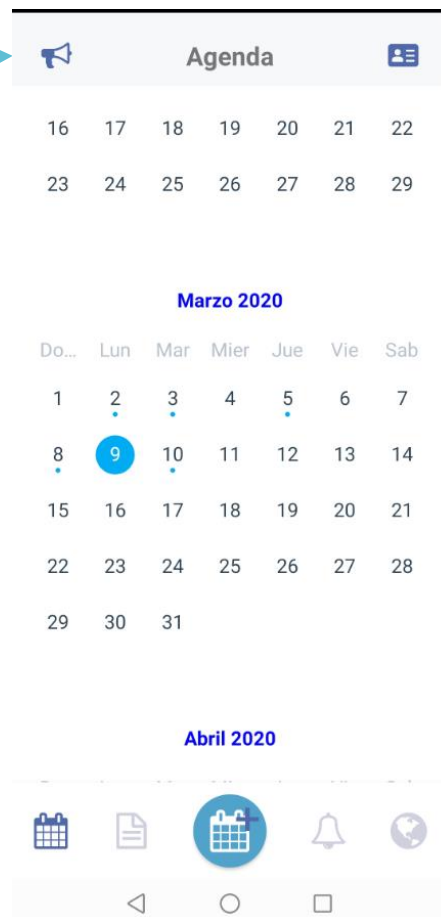 Agenda
16 17 18 19 20 21 22
23 24 25 26 27 28 29
Marzo 2020
Do... Lun Mar Mier Jue Vie Sab
1 2 3 4 5 6 7
8 9 10 11 12 13 14
15 16 17 18 19 20 21
22 23 24 25 26 27 28
29 30 31
Abril 2020